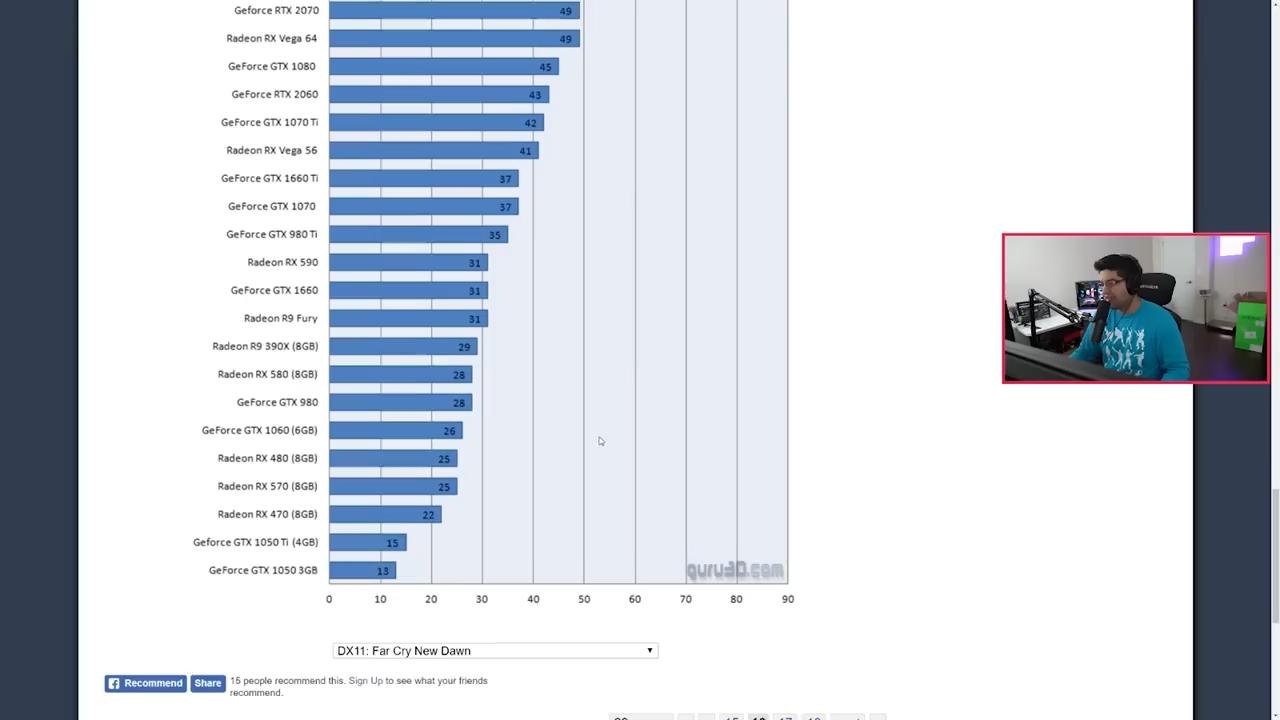 Geforce RTX 2070 49
Radeon RX Vega 64 49
GeForce GTX 1080 45
GeForce RTX 2060 43
GeForce GTX 1070 Ti 42
Radeon RX Vega 56 41
GeForce GTX 1660 Ti 37
GeForce GTX 1070 37
GeForce GTX 980 Ti 35
Radeon RX 590 31
GeForce GTX 1660 31
Radeon R9 Fury 31
Radeon R9 390X (8GB) 29
Radeon RX 580 (8GB) 28
GeForce GTX 980 28
GeForce GTX 1060 (6GB) 26
Radeon RX 480 (8GB) 25
Radeon RX 570 (8GB) 25
Radeon RX 470 (8GB) 22
Geforce GTX 1050 Ti (4GB) 15
GeForce GTX 1050 3GB 13
guru3D.com
0 10 20 30 40 50 60 70 80 90
DX11: Far Cry New Dawn
Recommend Share 15 people recommend this. Sign Up to see what your friends
recommend.